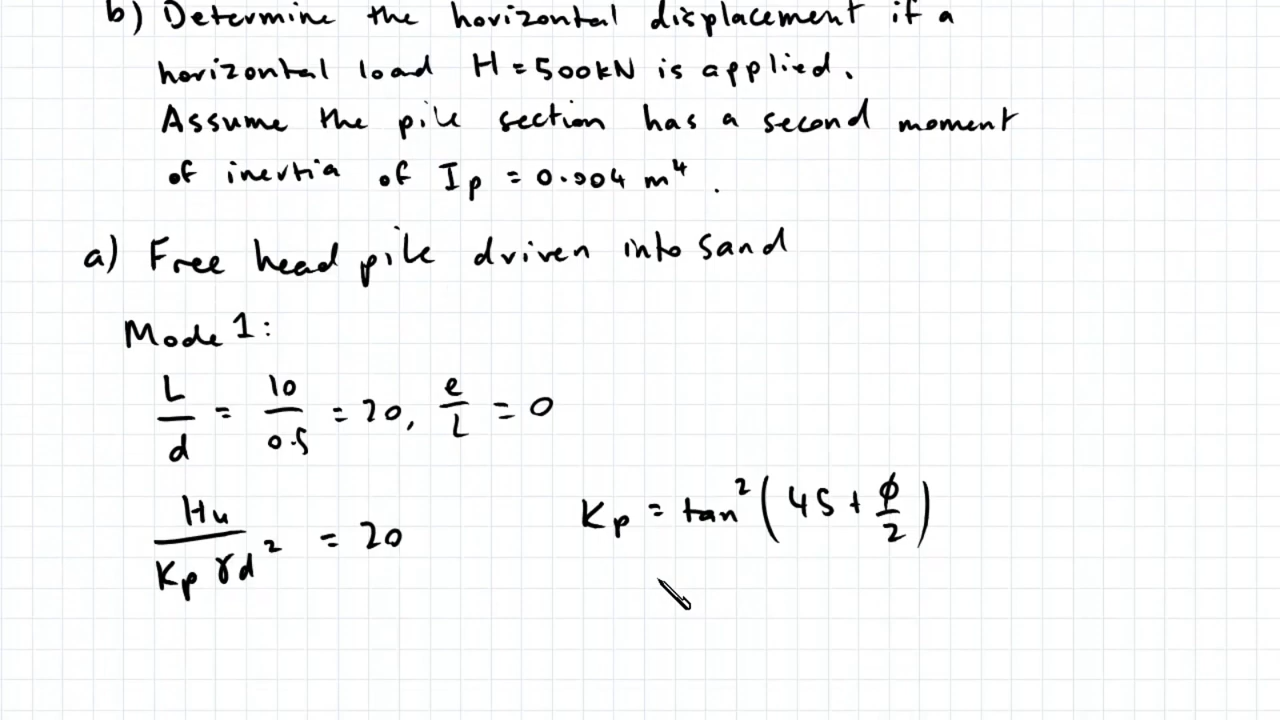 b) Determine the horizontal displacement if a
horizontal load H = 500kN is applied.
Assume the pile section has a second moment
of inertia of Ip = 0.004 m⁴.
a) Free head pile driven into sand
Mode 1:
L/d = 10/0.5 = 20, e/L = 0
Hu/(Kp γd²) = 20
Kp = tan²(45 + ϕ/2)